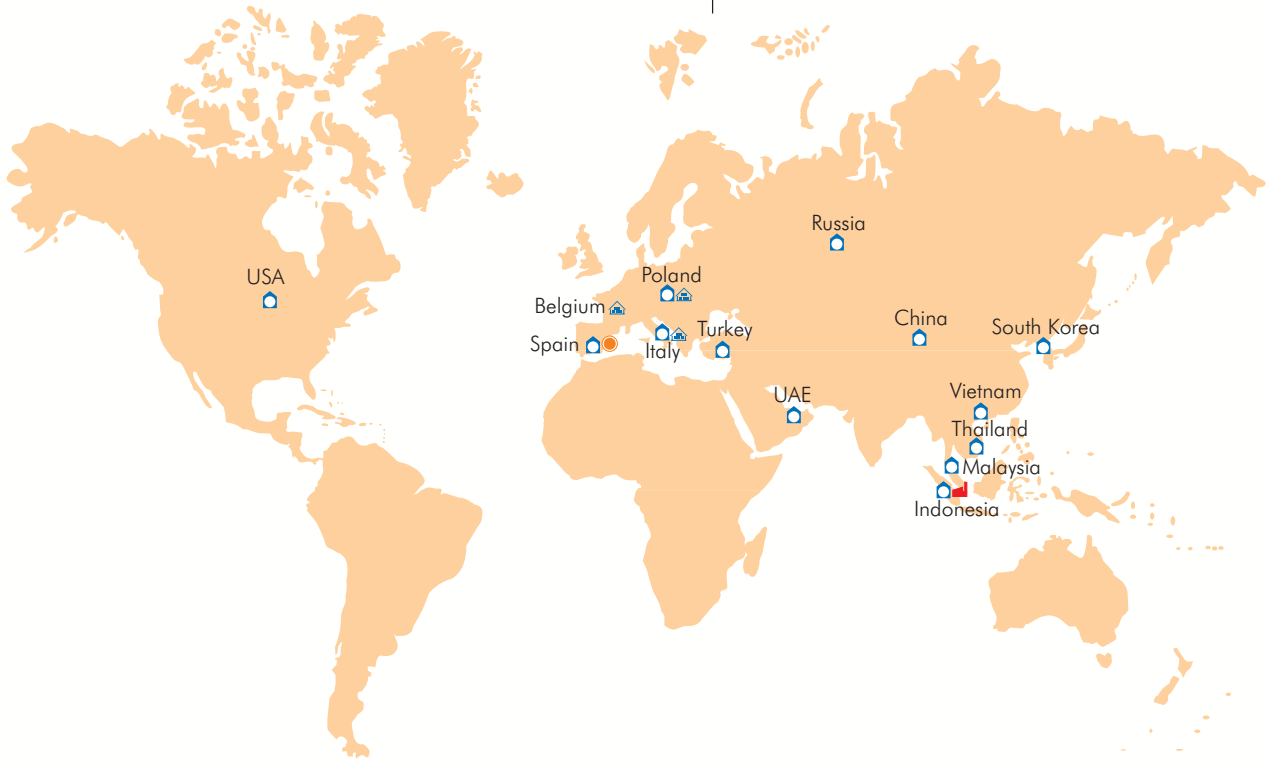 Russia
USA
Poland
Belgium
China
South Korea
Turkey
Spain
Italy
UAE
Vietnam
Thailand
Malaysia
Indonesia